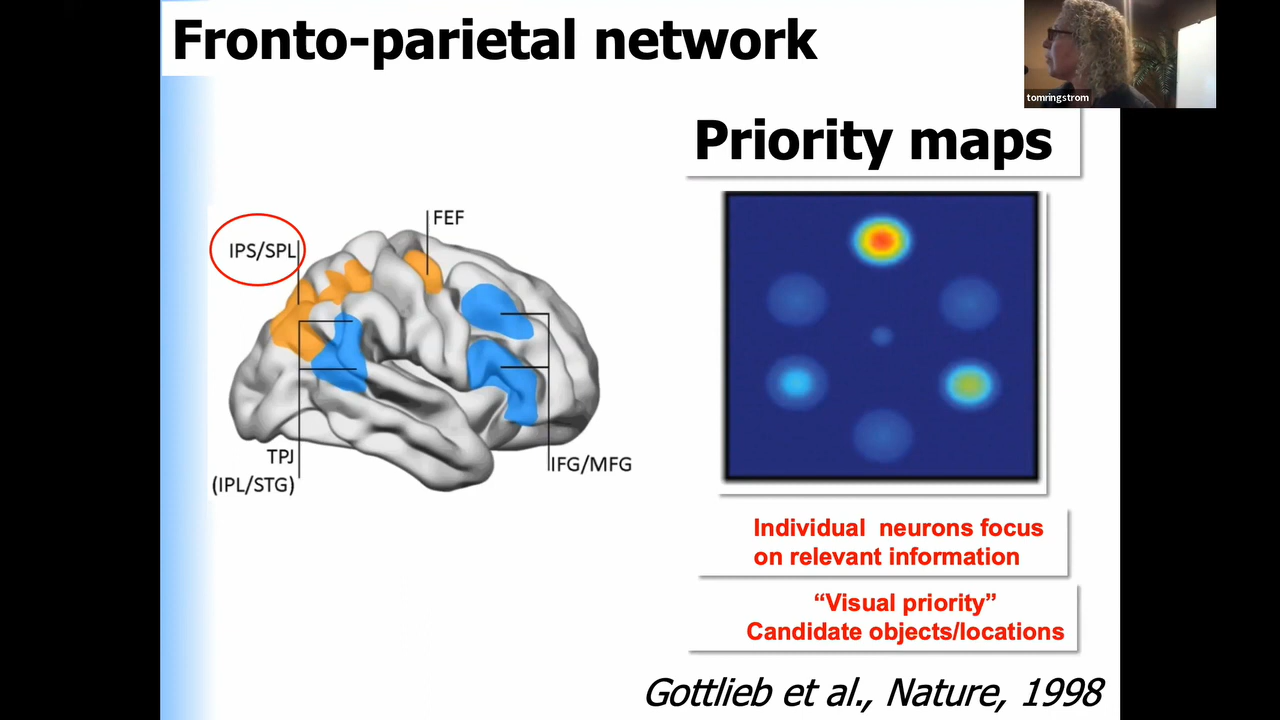 Fronto-parietal network
tomringstrom
Priority maps
FEF
IPS/SPL
TPJ
(IPL/STG)
IFG/MFG
Individual neurons focus
on relevant information
“Visual priority”
Candidate objects/locations
Gottlieb et al., Nature, 1998